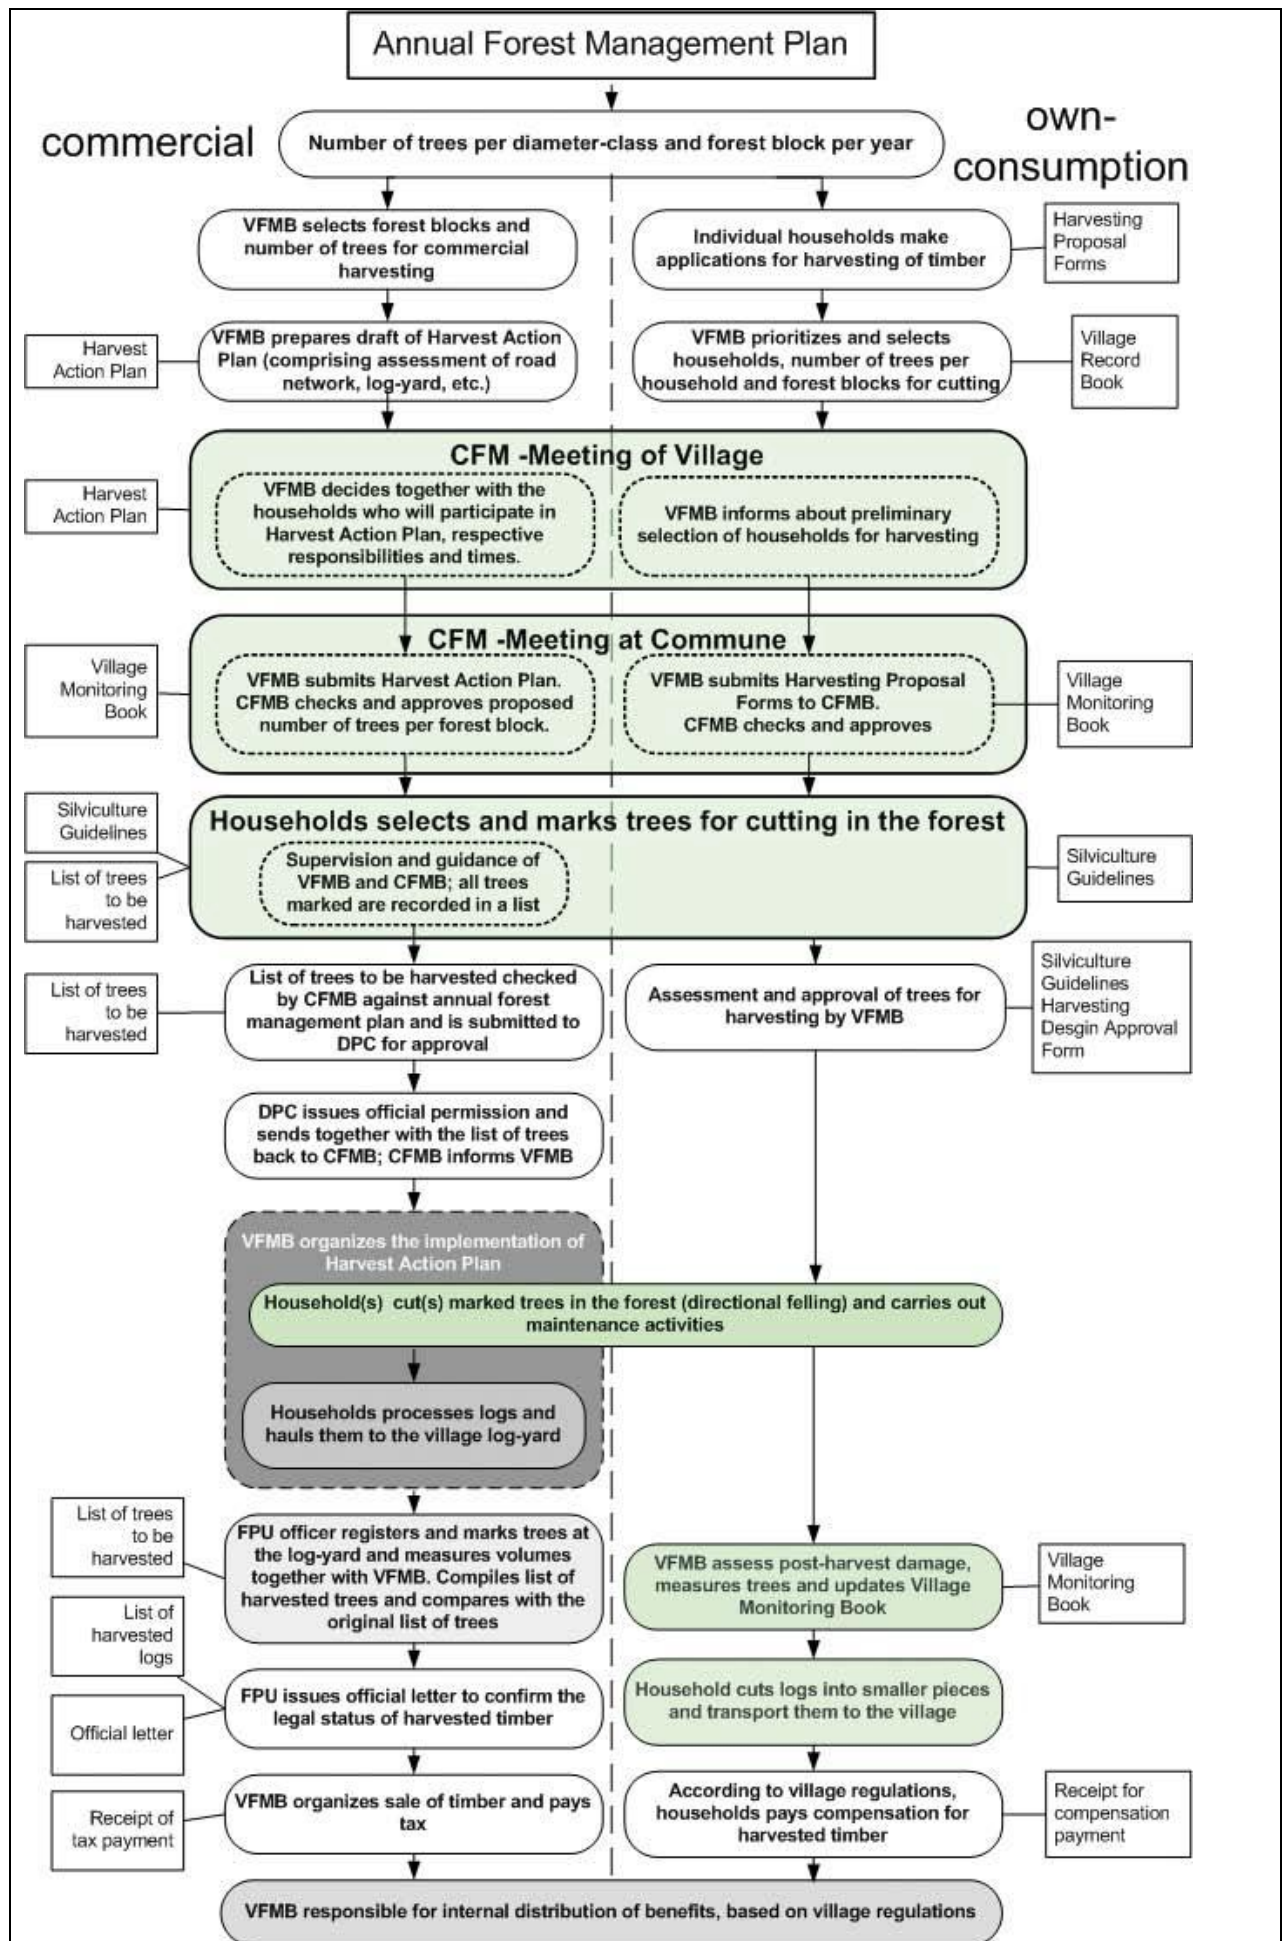 Annual Forest Management Plan
commercial
own-
consumption
Number of trees per diameter-class and forest block per year
VFMB selects forest blocks and
number of trees for commercial
harvesting
Individual households make
applications for harvesting of timber
Harvesting
Proposal
Forms
Harvest
Action Plan
VFMB prepares draft of Harvest Action
Plan (comprising assessment of road
network, log-yard, etc.)
VFMB prioritizes and selects
households, number of trees per
household and forest blocks for cutting
Village
Record
Book
CFM -Meeting of Village
Harvest
Action Plan
VFMB decides together with the
households who will participate in
Harvest Action Plan, respective
responsibilities and times.
VFMB informs about preliminary
selection of households for harvesting
CFM -Meeting at Commune
Village
Monitoring
Book
VFMB submits Harvest Action Plan.
CFMB checks and approves proposed
number of trees per forest block.
VFMB submits Harvesting Proposal
Forms to CFMB.
CFMB checks and approves
Village
Monitoring
Book
Silviculture
Guidelines
List of trees
to be
harvested
Households selects and marks trees for cutting in the forest
Supervision and guidance of
VFMB and CFMB; all trees
marked are recorded in a list
Silviculture
Guidelines
List of trees
to be
harvested
List of trees to be harvested checked
by CFMB against annual forest
management plan and is submitted to
DPC for approval
Assessment and approval of trees for
harvesting by VFMB
Silviculture
Guidelines
Harvesting
Desgin Approval
Form
DPC issues official permission and
sends together with the list of trees
back to CFMB; CFMB informs VFMB
VFMB organizes the implementation of
Harvest Action Plan
Household(s) cut(s) marked trees in the forest (directional felling) and carries out
maintenance activities
Households processes logs and
hauls them to the village log-yard
List of trees
to be
harvested
FPU officer registers and marks trees at
the log-yard and measures volumes
together with VFMB. Compiles list of
harvested trees and compares with the
original list of trees
VFMB assess post-harvest damage,
measures trees and updates Village
Monitoring Book
Village
Monitoring
Book
List of
harvested
logs
Official letter
FPU issues official letter to confirm the
legal status of harvested timber
Household cuts logs into smaller pieces
and transport them to the village
Receipt of
tax payment
VFMB organizes sale of timber and pays
tax
According to village regulations,
households pays compensation for
harvested timber
Receipt for
compensation
payment
VFMB responsible for internal distribution of benefits, based on village regulations